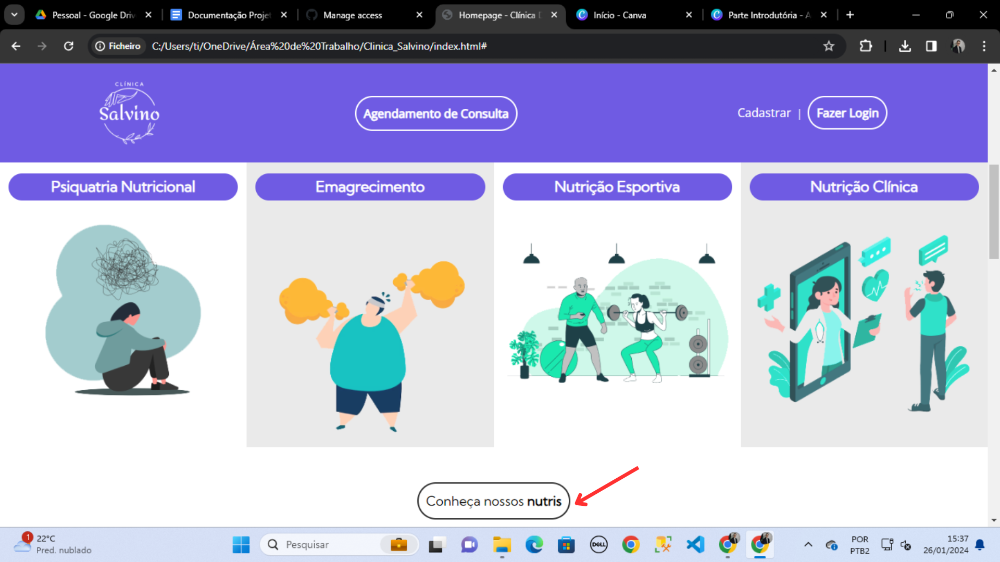 Pessoal - Google Driv
Documentação Projet
Manage access
Homepage - Clínica D
Início - Canva
Parte Introdutória - A
Ficheiro
C:/Users/ti/OneDrive/Área%20de%20Trabalho/Clinica_Salvino/index.html#
CLÍNICA
Salvino
Agendamento de Consulta
Cadastrar | Fazer Login
Psiquatria Nutricional
Emagrecimento
Nutrição Esportiva
Nutrição Clínica
Conheça nossos nutris
1
22°C
Pred. nublado
Pesquisar
DELL
POR
PTB2
15:37
26/01/2024